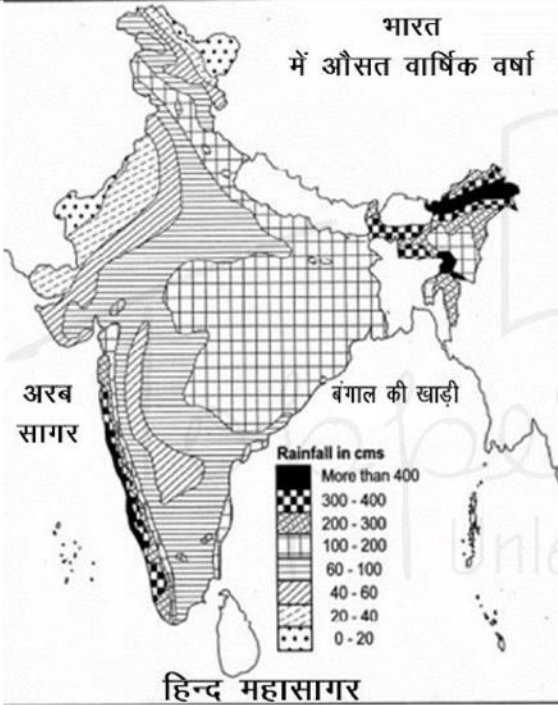 भारत
में औसत वार्षिक वर्षा
अरब
सागर
बंगाल की खाड़ी
Rainfall in cms
More than 400
300 - 400
200 - 300
100 - 200
60 - 100
40 - 60
20 - 40
0 - 20
हिन्द महासागर